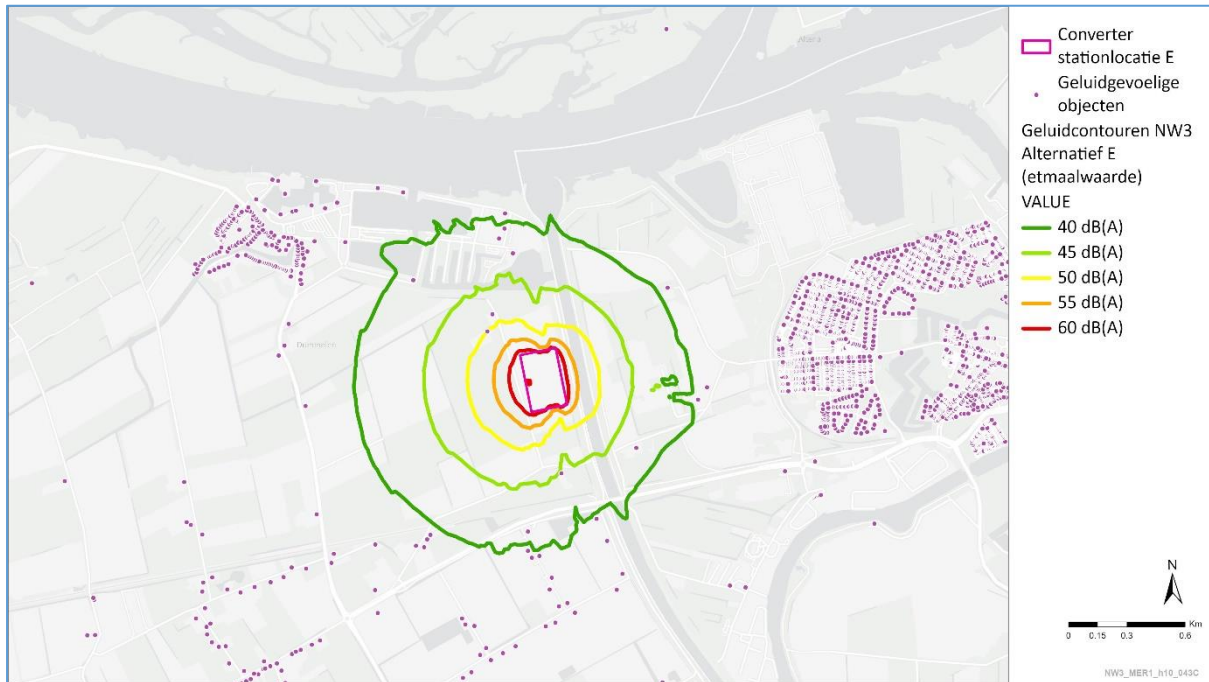 Converter
stationlocatie E
Geluidgevoelige
objecten
Geluidcontouren NW3
Alternatief E
(etmaalwaarde)
VALUE
40 dB(A)
45 dB(A)
50 dB(A)
55 dB(A)
60 dB(A)
N
Km
0 0.15 0.3 0.6
NW3_MER1_h10_043C